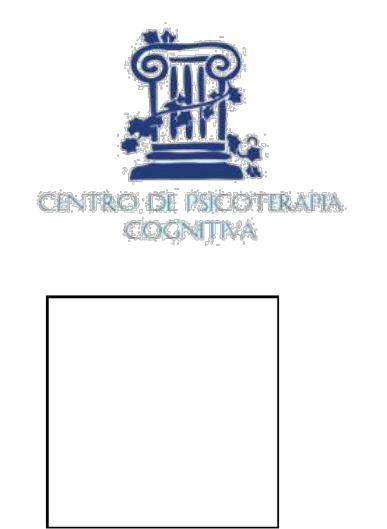 CENTRO DE PSICOTERAPIA
COGNITIVA